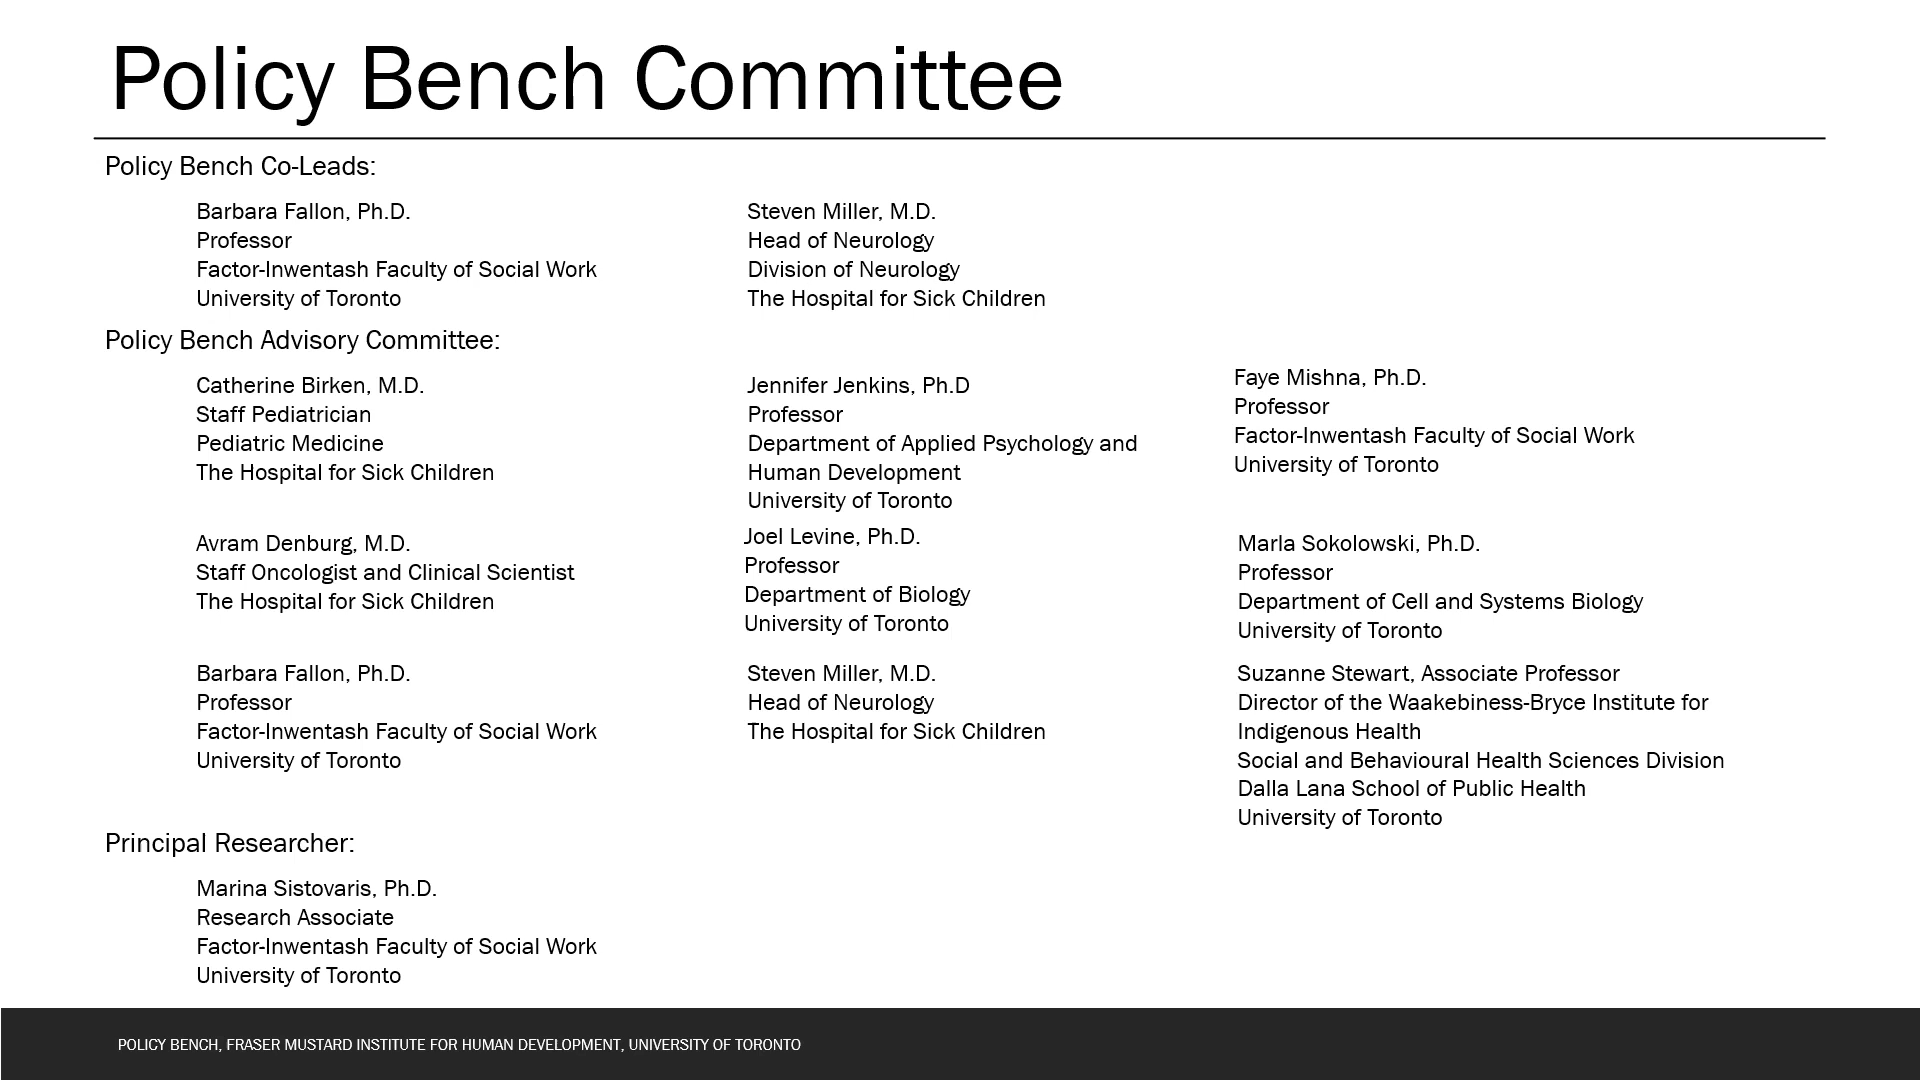 Policy Bench Committee
Policy Bench Co-Leads:
Barbara Fallon, Ph.D.
Professor
Factor-Inwentash Faculty of Social Work
University of Toronto
Steven Miller, M.D.
Head of Neurology
Division of Neurology
The Hospital for Sick Children
Policy Bench Advisory Committee:
Catherine Birken, M.D.
Staff Pediatrician
Pediatric Medicine
The Hospital for Sick Children
Jennifer Jenkins, Ph.D
Professor
Department of Applied Psychology and
Human Development
University of Toronto
Faye Mishna, Ph.D.
Professor
Factor-Inwentash Faculty of Social Work
University of Toronto
Avram Denburg, M.D.
Staff Oncologist and Clinical Scientist
The Hospital for Sick Children
Joel Levine, Ph.D.
Professor
Department of Biology
University of Toronto
Marla Sokolowski, Ph.D.
Professor
Department of Cell and Systems Biology
University of Toronto
Barbara Fallon, Ph.D.
Professor
Factor-Inwentash Faculty of Social Work
University of Toronto
Steven Miller, M.D.
Head of Neurology
The Hospital for Sick Children
Suzanne Stewart, Associate Professor
Director of the Waakebiness-Bryce Institute for
Indigenous Health
Social and Behavioural Health Sciences Division
Dalla Lana School of Public Health
University of Toronto
Principal Researcher:
Marina Sistovaris, Ph.D.
Research Associate
Factor-Inwentash Faculty of Social Work
University of Toronto
POLICY BENCH, FRASER MUSTARD INSTITUTE FOR HUMAN DEVELOPMENT, UNIVERSITY OF TORONTO